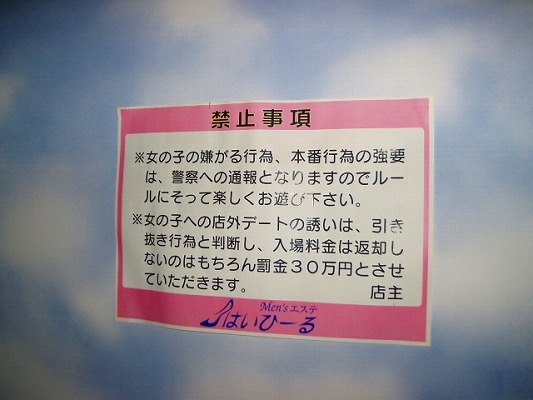 禁止事項
※女の子の嫌がる行為、本番行為の強要
は、警察への通報となりますのでルー
ルにそって楽しくお遊び下さい。
※女の子への店外デートの誘いは、引き
抜き行為と判断し、入場料金は返却し
ないのはもちろん罰金30万円とさせ
ていただきます。 店主
Men'sエステ
はいひーる